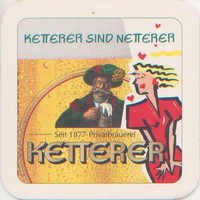 KETTERER SIND NETTERER
Seit 1877 · Privatbrauerei
KETTERER